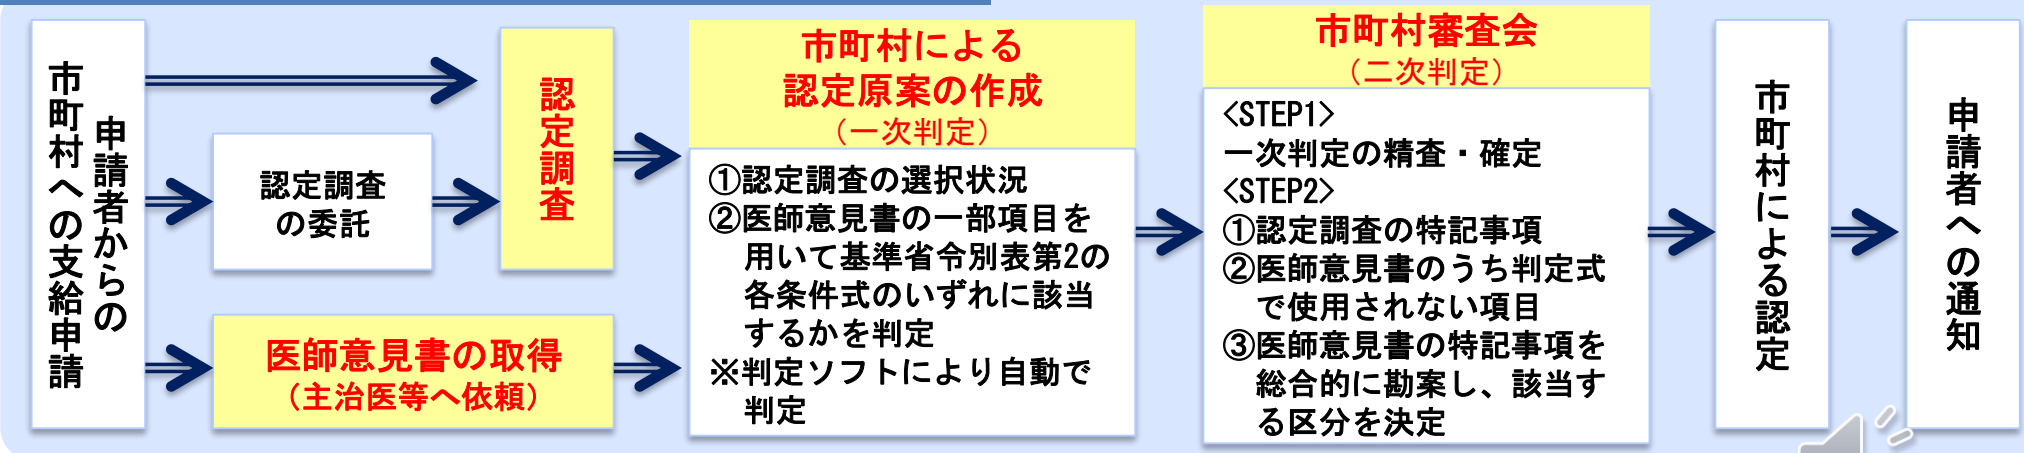 申請者からの
市町村への支給申請
認定調査
の委託
医師意見書の取得
（主治医等へ依頼）
認定調査
市町村による
認定原案の作成
（一次判定）
①認定調査の選択状況
②医師意見書の一部項目を
用いて基準省令別表第2の
各条件式のいずれに該当
するかを判定
※判定ソフトにより自動で
判定
市町村審査会
（二次判定）
<STEP1>
一次判定の精査・確定
<STEP2>
①認定調査の特記事項
②医師意見書のうち判定式
で使用されない項目
③医師意見書の特記事項を
総合的に勘案し、該当す
る区分を決定
市町村による認定
申請者への通知